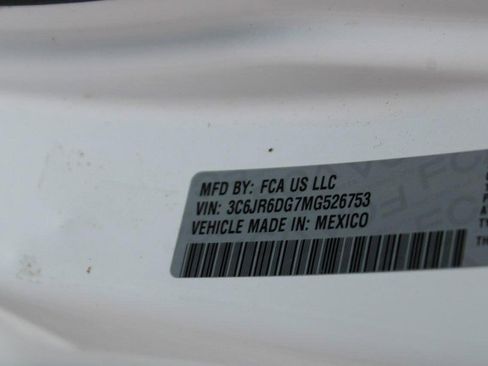 MFD BY: FCA US LLC
VIN: 3C6JR6DG7MG526753
VEHICLE MADE IN: MEXICO